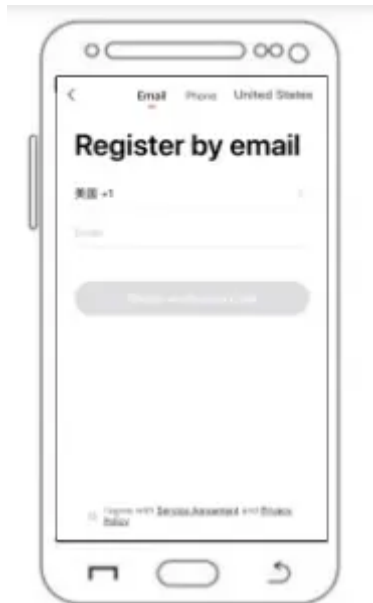 Email Phone United States
Register by email
美国 +1
Email
I agree with Service Agreement and Privacy
Policy